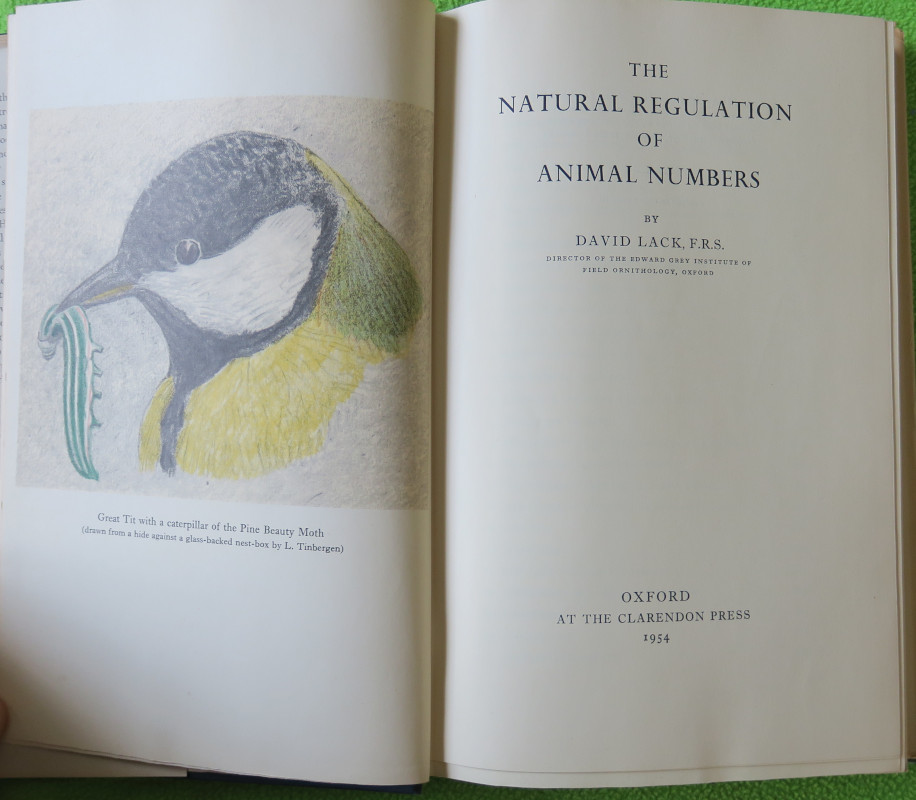 Great Tit with a caterpillar of the Pine Beauty Moth
(drawn from a hide against a glass-backed nest-box by L. Tinbergen)
THE
NATURAL REGULATION
OF
ANIMAL NUMBERS
BY
DAVID LACK, F.R.S.
DIRECTOR OF THE EDWARD GREY INSTITUTE OF
FIELD ORNITHOLOGY, OXFORD
OXFORD
AT THE CLARENDON PRESS
1954